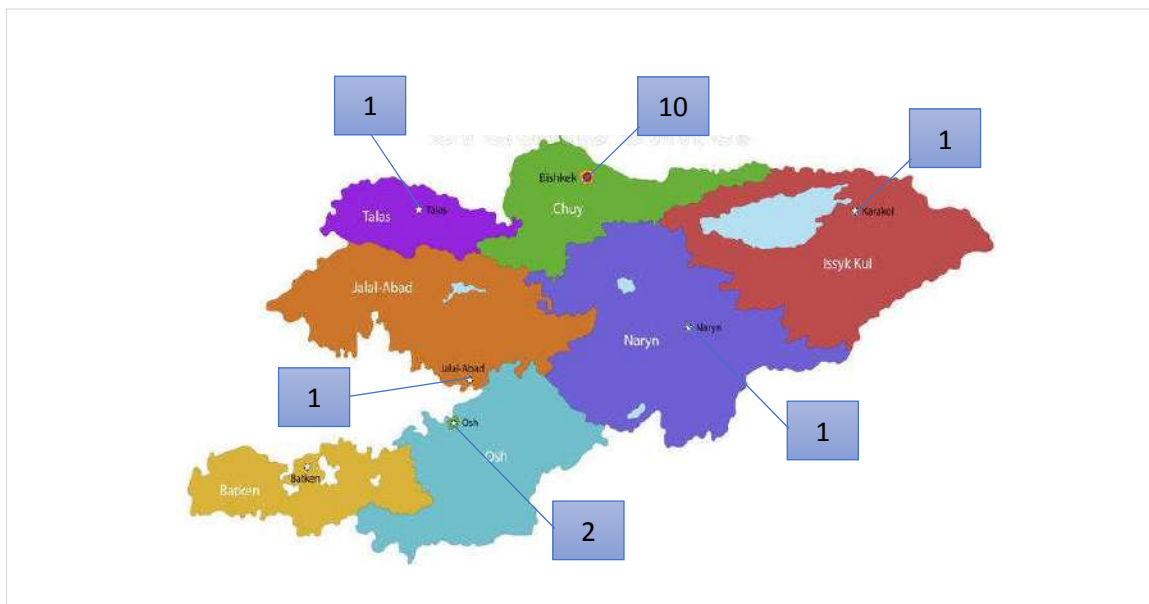 1
10
1
Bishkek
Talas
Talas
Chuy
Karakol
Issyk Kul
Jalal-Abad
Naryn
Naryn
Jalal-Abad
1
1
Osh
Osh
Batken
Batken
2